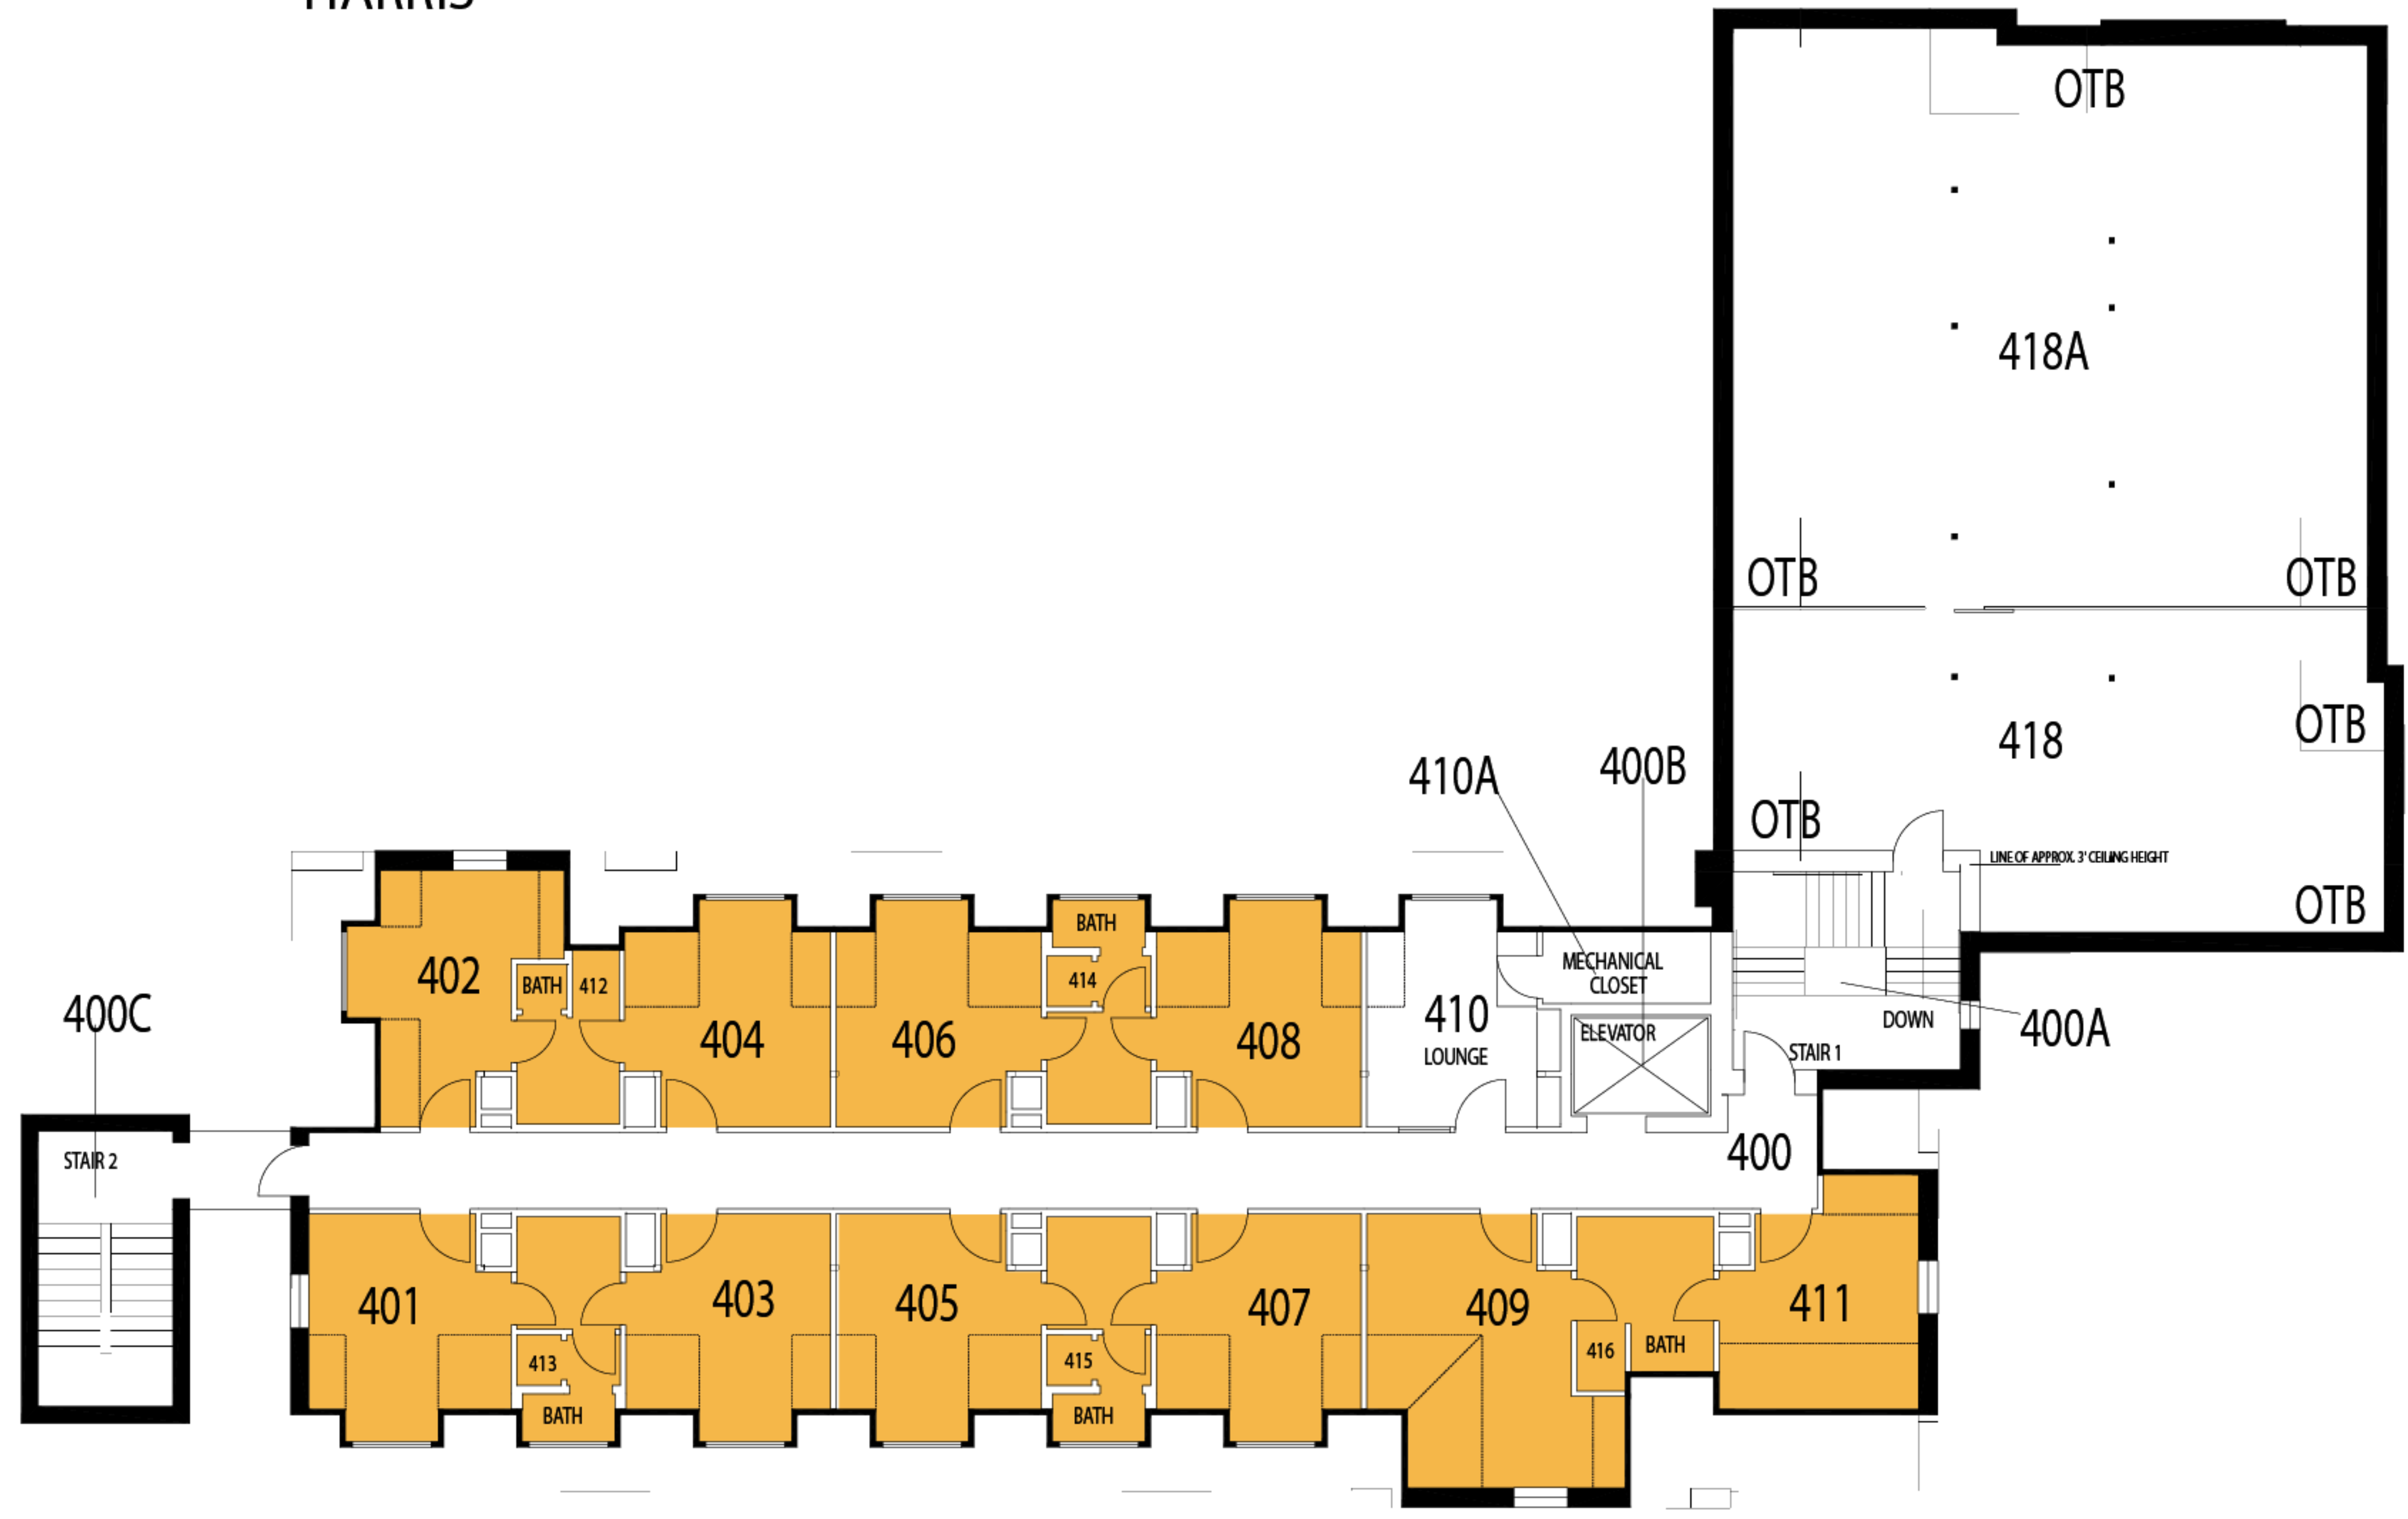 HARRIS
OTB
418A
OTB
OTB
418
OTB
OTB
OTB
LINE OF APPROX. 3' CEILING HEIGHT
410A
400B
402
BATH
412
404
406
BATH
414
408
410
LOUNGE
MECHANICAL
CLOSET
ELEVATOR
DOWN
STAIR 1
400A
400C
STAIR 2
400
401
413
BATH
403
405
415
BATH
407
409
416
BATH
411